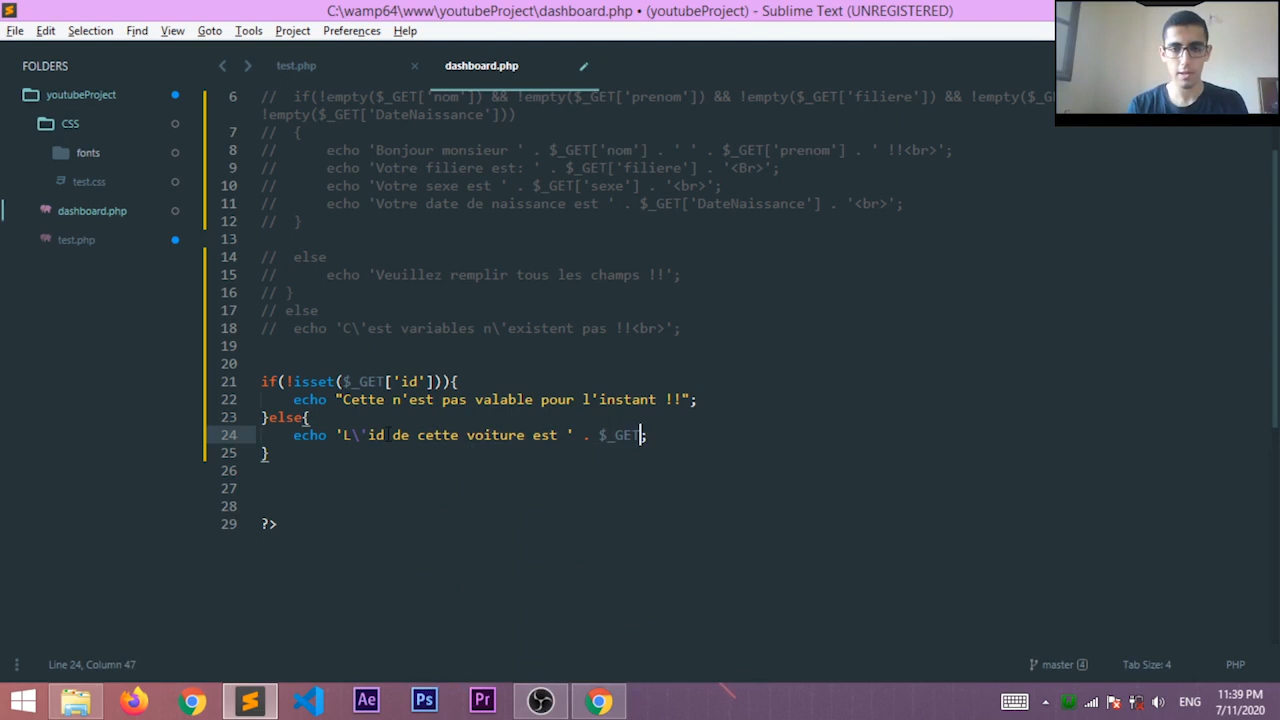 C:\wamp64\www\youtubeProject\dashboard.php • (youtubeProject) - Sublime Text (UNREGISTERED)
File Edit Selection Find View Goto Tools Project Preferences Help
FOLDERS
youtubeProject
CSS
fonts
test.css
dashboard.php
test.php
test.php × dashboard.php
6 // if(!empty($_GET['nom']) && !empty($_GET['prenom']) && !empty($_GET['filiere']) && !empty($_GE
!empty($_GET['DateNaissance']))
7 // {
8 // echo 'Bonjour monsieur ' . $_GET['nom'] . ' ' . $_GET['prenom'] . ' !!<br>';
9 // echo 'Votre filiere est: ' . $_GET['filiere'] . '<Br>';
10 // echo 'Votre sexe est ' . $_GET['sexe'] . '<br>';
11 // echo 'Votre date de naissance est ' . $_GET['DateNaissance'] . '<br>';
12 // }
13
14 // else
15 // echo 'Veuillez remplir tous les champs !!';
16 // }
17 // else
18 // echo 'C\'est variables n\'existent pas !!<br>';
19
20
21 if(!isset($_GET['id'])){
22 echo "Cette n'est pas valable pour l'instant !!";
23 }else{
24 echo 'L\'id de cette voiture est ' . $_GET;
25 }
26
27
28
29 ?>
Line 24, Column 47
master 4
Tab Size: 4
PHP
Ae
Ps
Pr
ENG
11:39 PM
7/11/2020